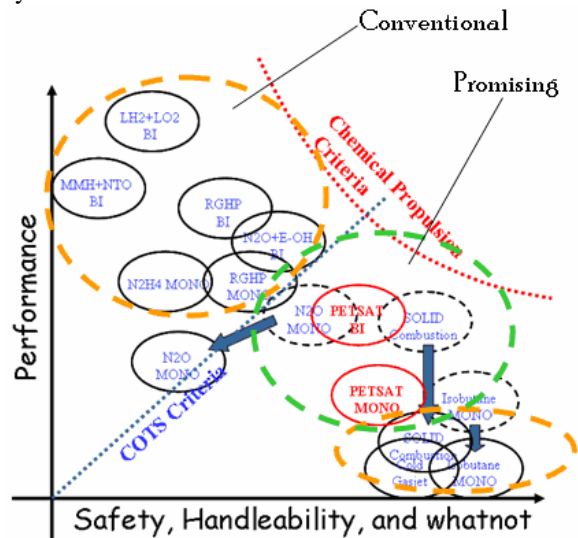 Conventional
Promising
Chemical Propulsion
Criteria
LH2+LO2
BI
MMH+NTO
BI
RGHP
BI
N2O+E-OH
BI
N2H4 MONO
RGHP
MONO
N2O
MONO
PETSAT
BI
SOLID
Combustion
N2O
MONO
COTS Criteria
PETSAT
MONO
Isobutane
MONO
SOLID
Combustion
Cold
Gasjet
Isobutane
MONO
Performance
Safety, Handleability, and whatnot